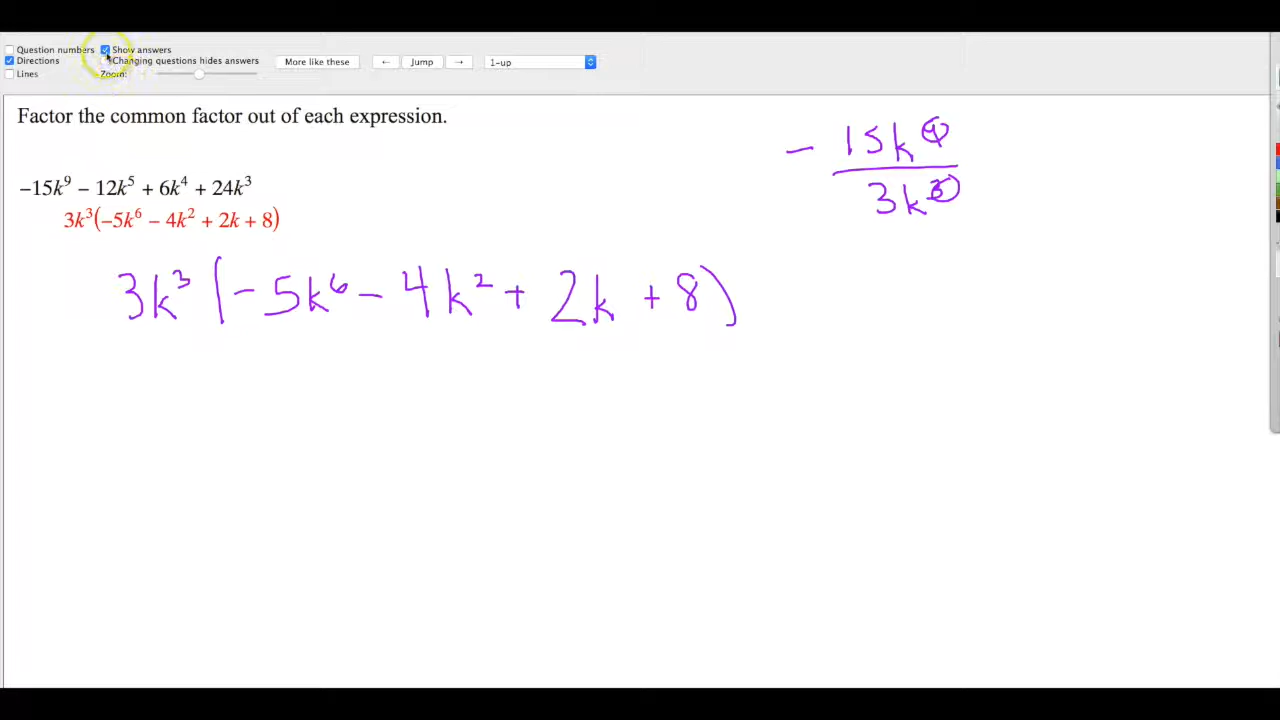 Question numbers Show answers
Directions Changing questions hides answers More like these ← Jump → 1-up
Lines Zoom:
Factor the common factor out of each expression.
−15k⁹ − 12k⁵ + 6k⁴ + 24k³
3k³(−5k⁶ − 4k² + 2k + 8)
− 15k⁹
3k³
3k³(−5k⁶ − 4k² + 2k + 8)